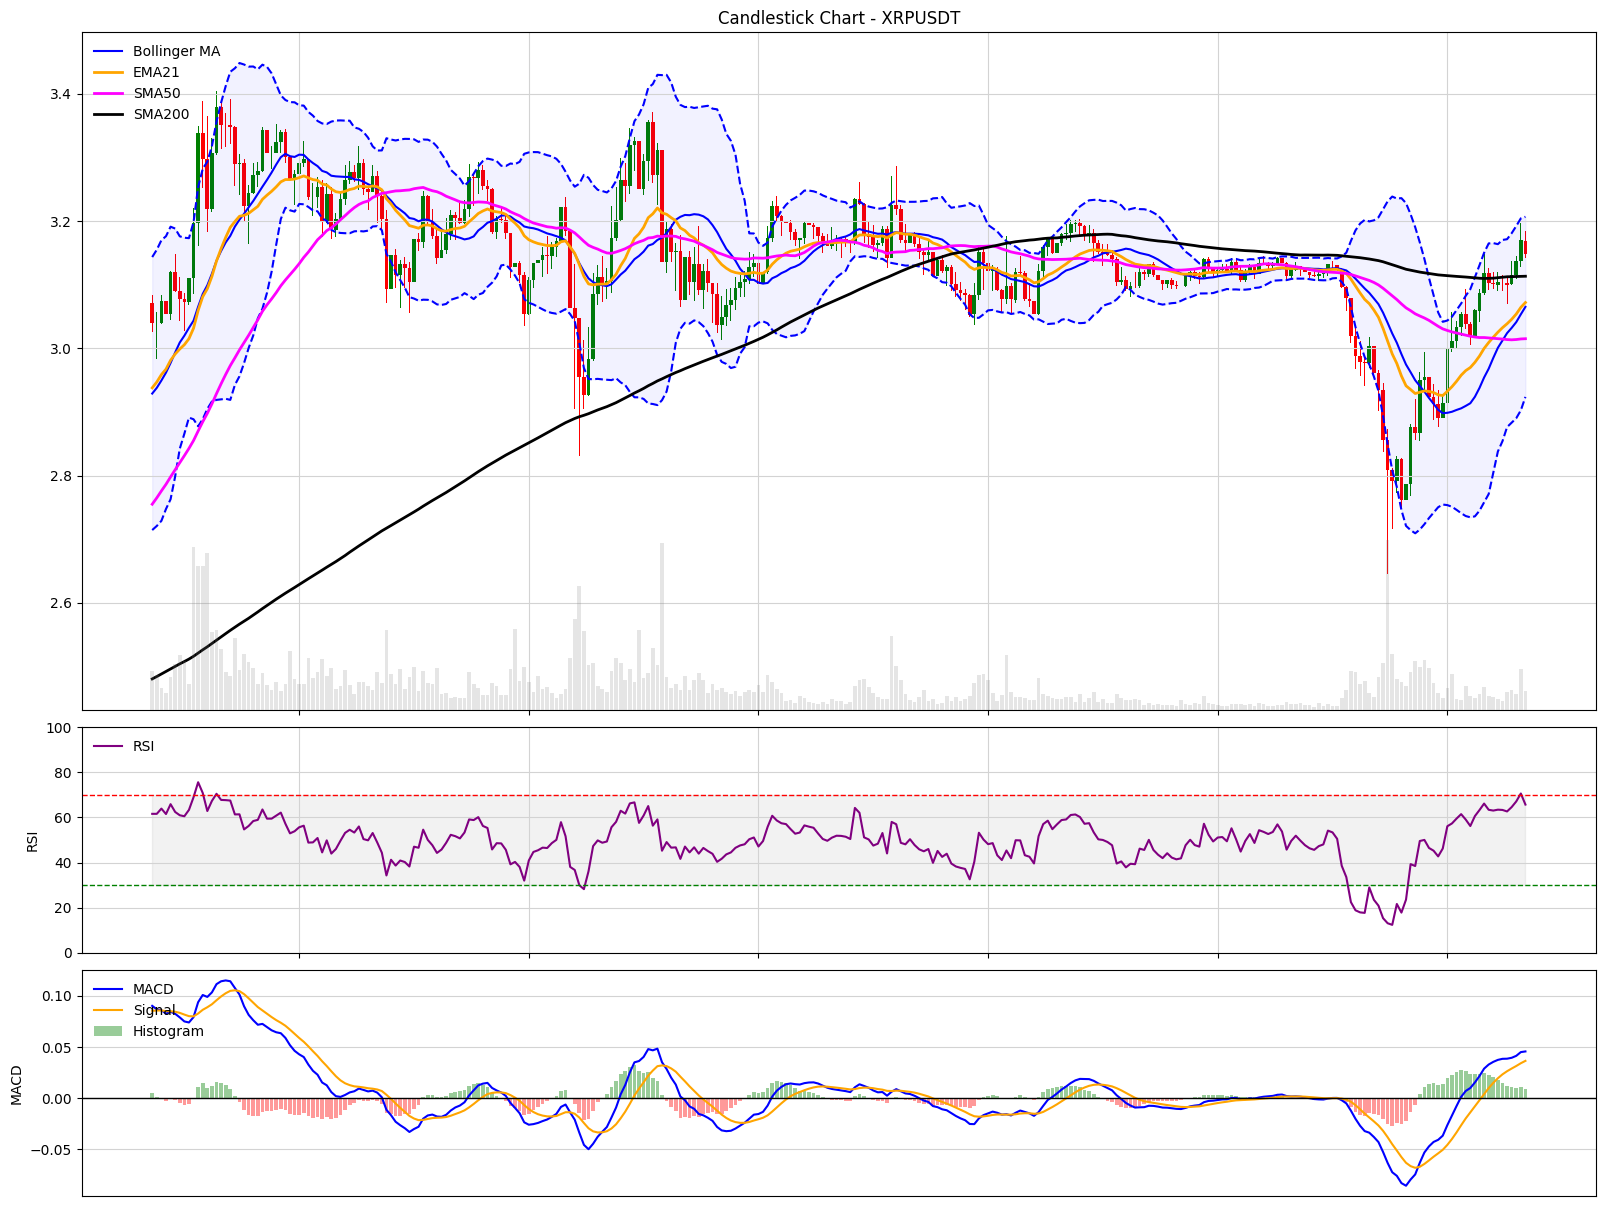 Candlestick Chart - XRPUSDT
Bollinger MA
EMA21
SMA50
SMA200
3.4
3.2
3.0
2.8
2.6
100
80
60
40
20
0
RSI
RSI
0.10
0.05
0.00
−0.05
MACD
MACD
Signal
Histogram